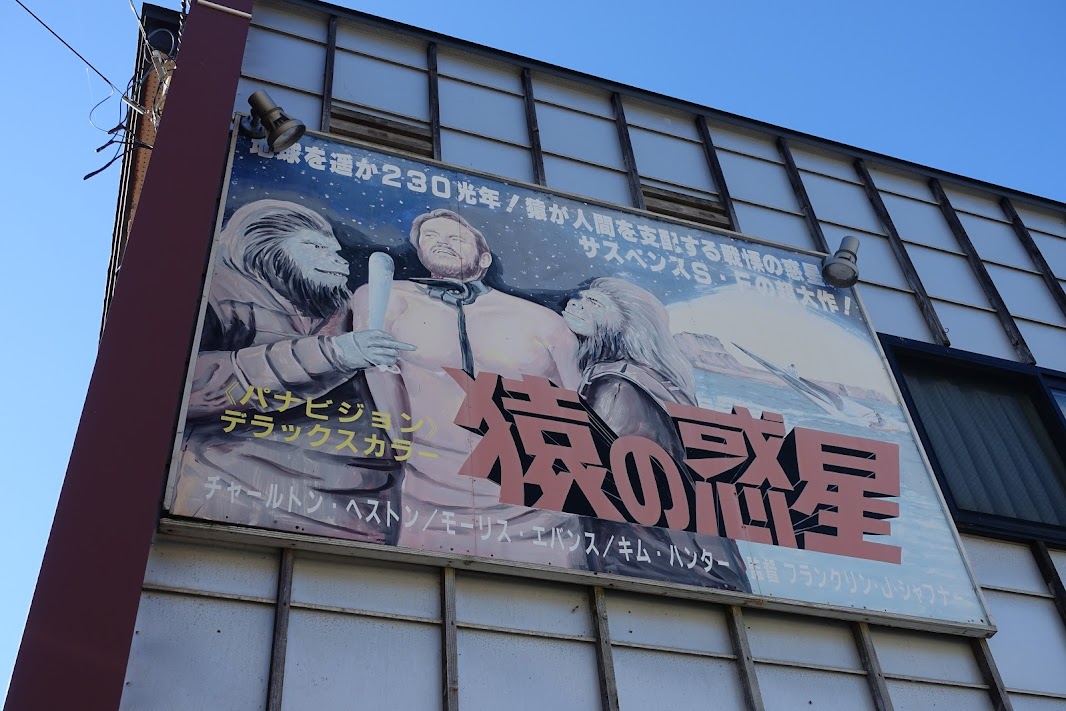 地球を遥か230光年！猿が人間を支配する戦慄の惑星
サスペンスS・Fの超大作！
《パナビジョン》
デラックスカラー
猿の惑星
チャールトン・ヘストン/モーリス・エバンス/キム・ハンター 監督 フランクリン・J・シャフナー